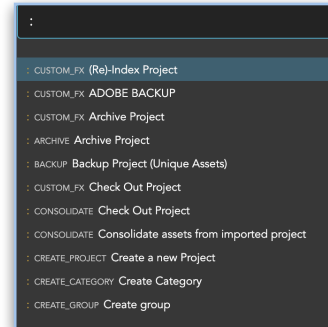 :
: CUSTOM_FX (Re)-Index Project
: CUSTOM_FX ADOBE BACKUP
: CUSTOM_FX Archive Project
: ARCHIVE Archive Project
: BACKUP Backup Project (Unique Assets)
: CUSTOM_FX Check Out Project
: CONSOLIDATE Check Out Project
: CONSOLIDATE Consolidate assets from imported project
: CREATE_PROJECT Create a new Project
: CREATE_CATEGORY Create Category
: CREATE_GROUP Create group